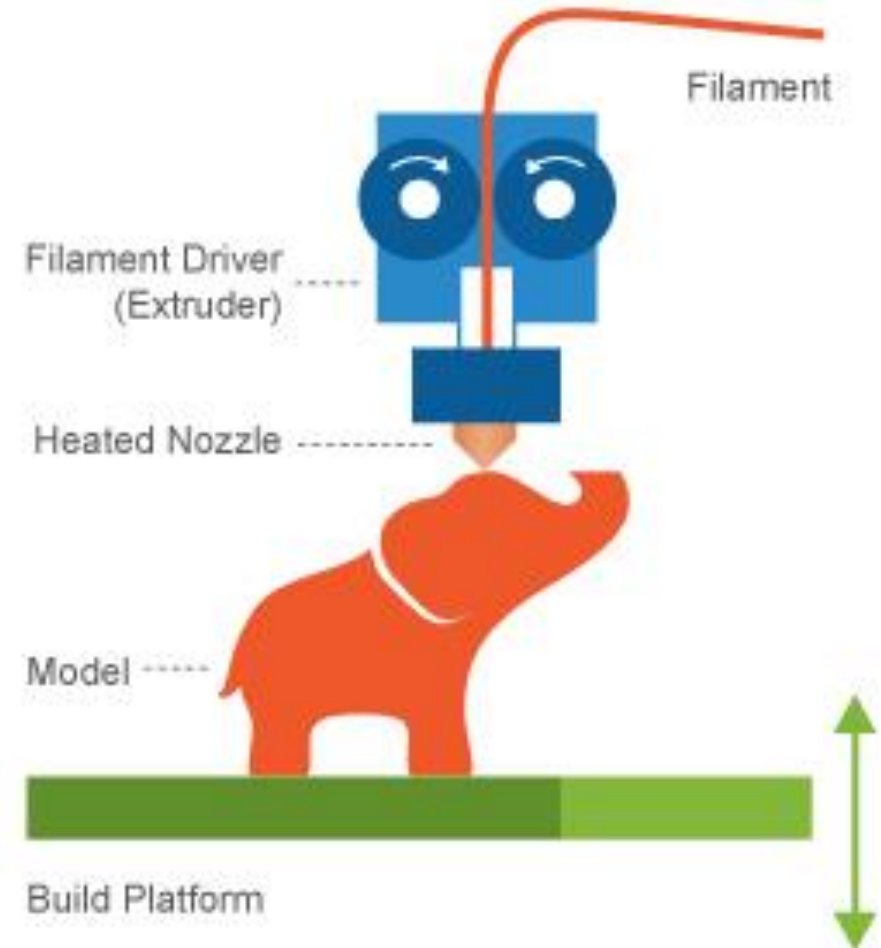 Filament
Filament Driver
(Extruder)
Heated Nozzle
Model
Build Platform